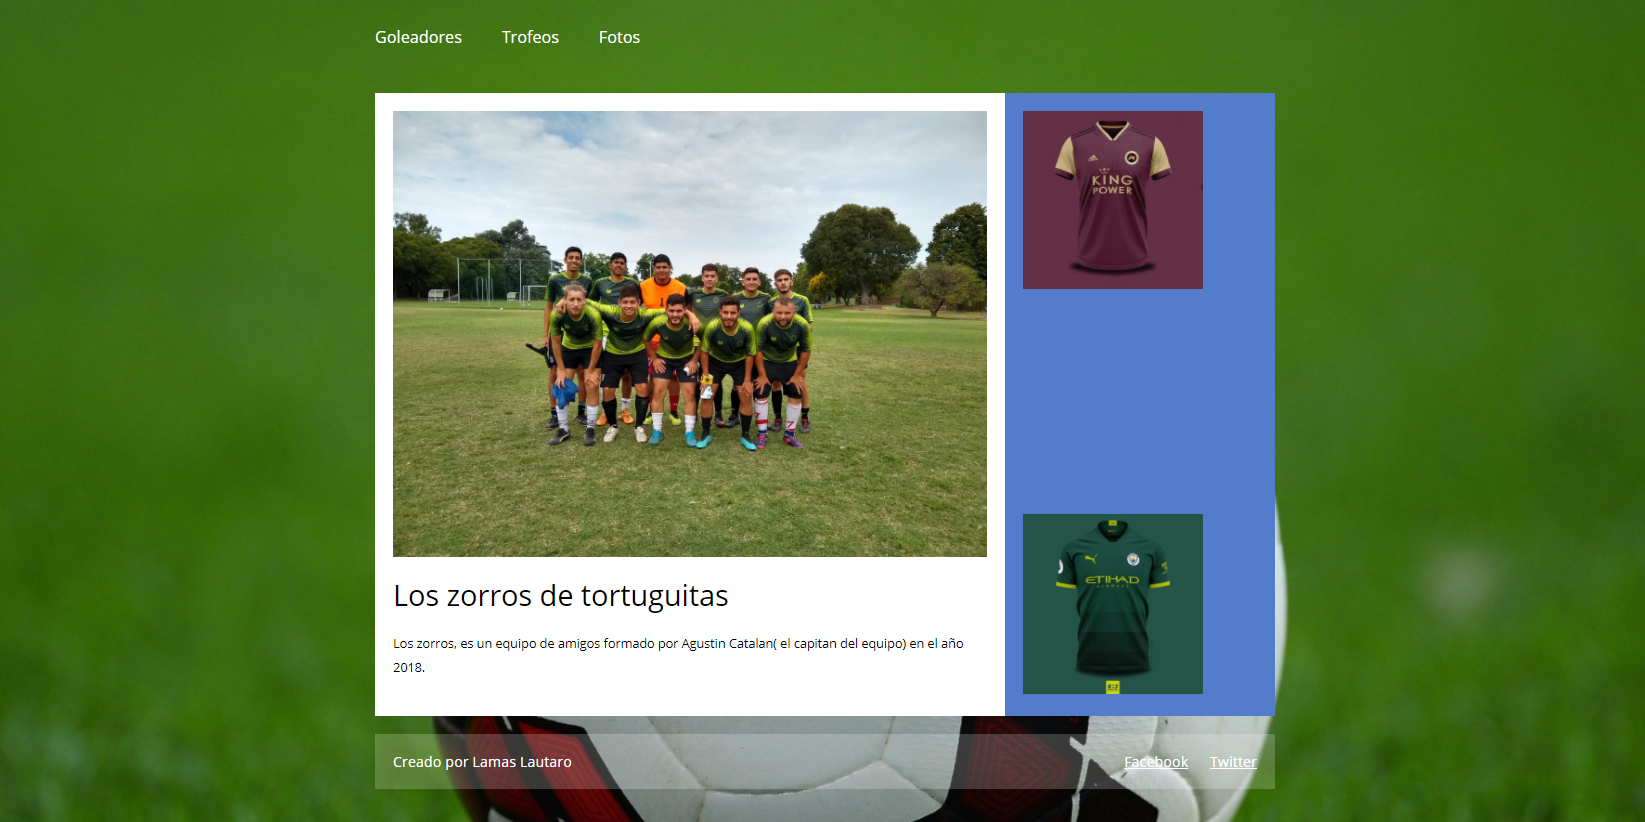 Goleadores Trofeos Fotos
KING
POWER
Los zorros de tortuguitas
Los zorros, es un equipo de amigos formado por Agustin Catalan( el capitan del equipo) en el año
2018.
ETIHAD
AIRWAYS
Creado por Lamas Lautaro Facebook Twitter